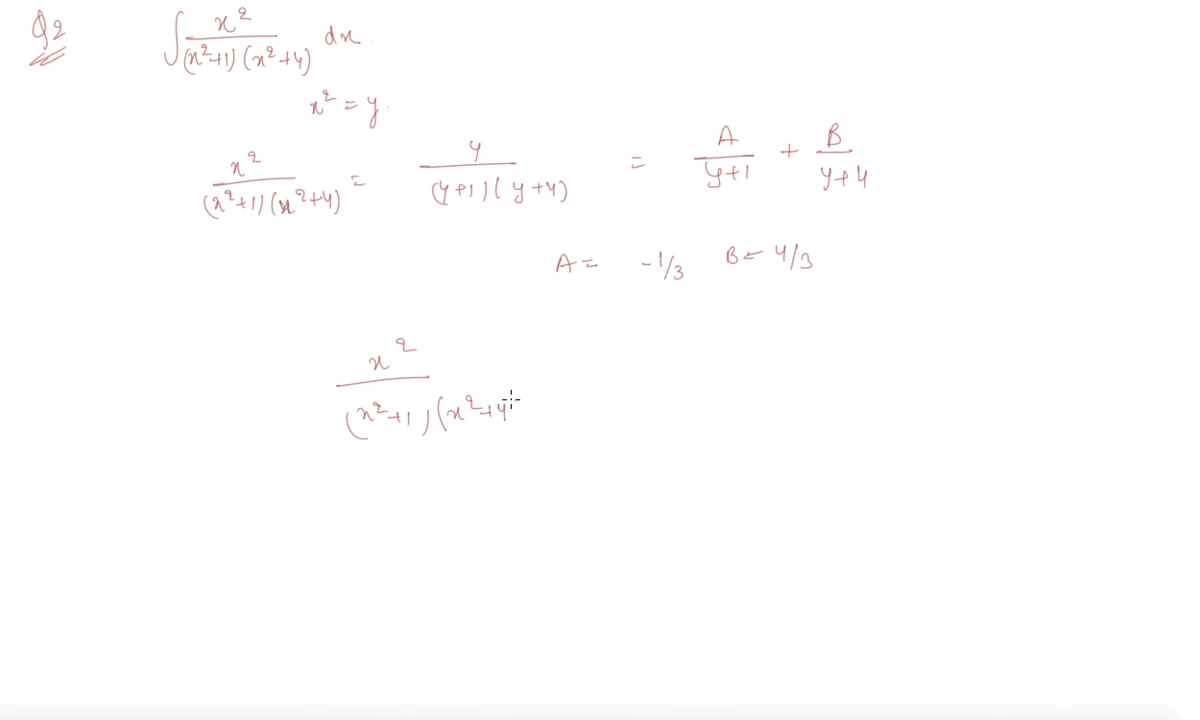 Q2 ∫ x²/((x²+1)(x²+4)) dx.
x² = y.
x²/((x²+1)(x²+4)) = y/((y+1)(y+4)) = A/(y+1) + B/(y+4)
A = -1/3 B = 4/3
x²/((x²+1)(x²+4